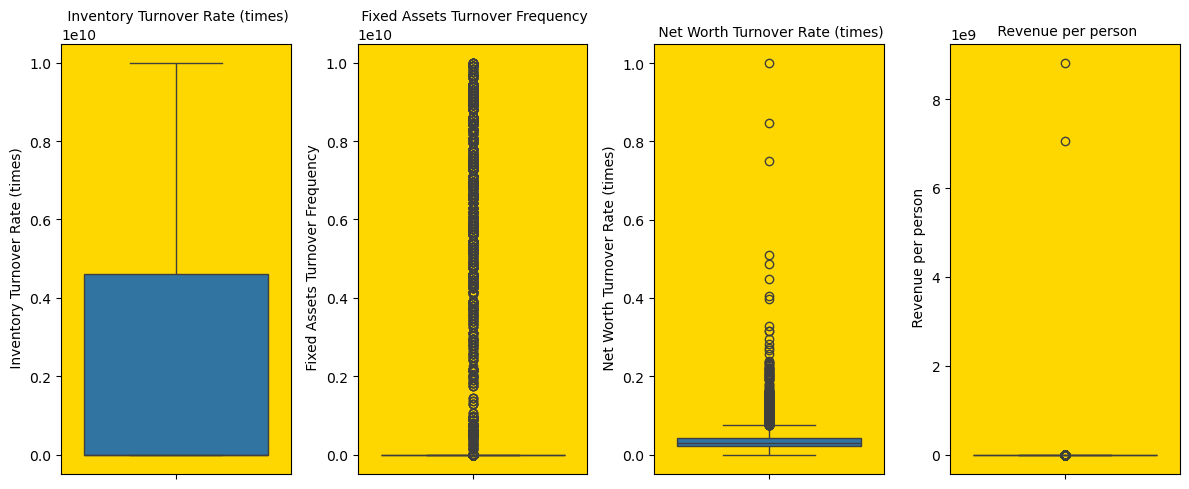 Inventory Turnover Rate (times)
1e10
1.0
0.8
0.6
0.4
0.2
0.0
Inventory Turnover Rate (times)
Fixed Assets Turnover Frequency
1e10
1.0
0.8
0.6
0.4
0.2
0.0
Fixed Assets Turnover Frequency
Net Worth Turnover Rate (times)
1.0
0.8
0.6
0.4
0.2
0.0
Net Worth Turnover Rate (times)
Revenue per person
1e9
8
6
4
2
0
Revenue per person